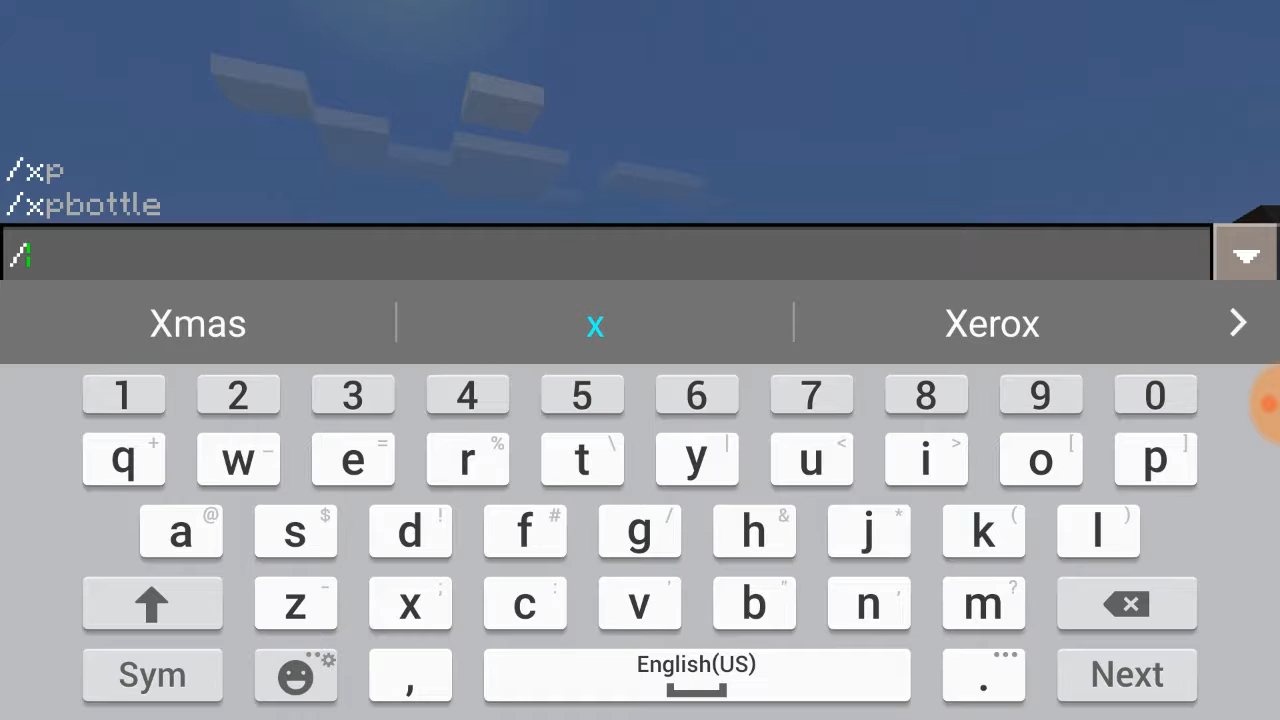 /xp
/xpbottle
/
Xmas x Xerox
1 2 3 4 5 6 7 8 9 0
q + w _ e = r % t \ y | u < i > o [ p ]
a @ s $ d ! f # g / h & j * k ( l )
z - x ; c : v ' b " n , m ?
Sym , English(US) . Next